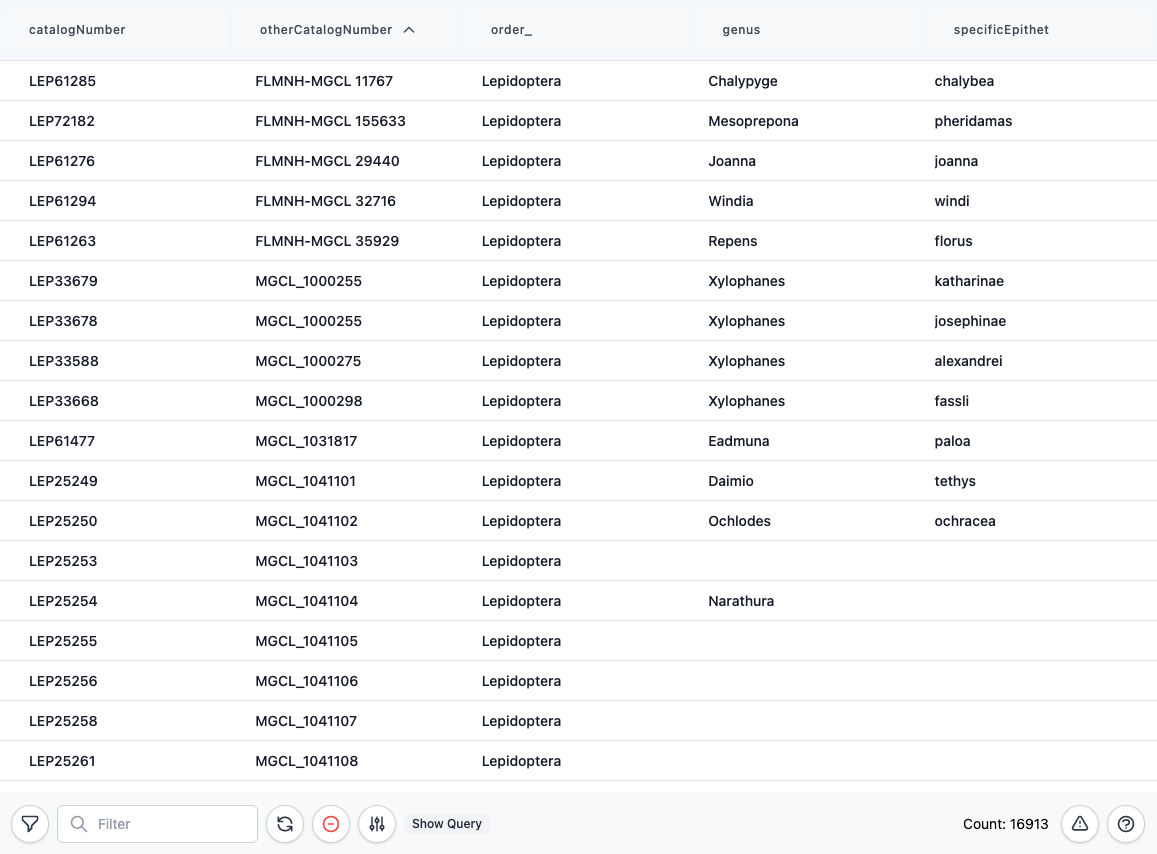 catalogNumber otherCatalogNumber order_ genus specificEpithet
LEP61285 FLMNH-MGCL 11767 Lepidoptera Chalypyge chalybea
LEP72182 FLMNH-MGCL 155633 Lepidoptera Mesoprepona pheridamas
LEP61276 FLMNH-MGCL 29440 Lepidoptera Joanna joanna
LEP61294 FLMNH-MGCL 32716 Lepidoptera Windia windi
LEP61263 FLMNH-MGCL 35929 Lepidoptera Repens florus
LEP33679 MGCL_1000255 Lepidoptera Xylophanes katharinae
LEP33678 MGCL_1000255 Lepidoptera Xylophanes josephinae
LEP33588 MGCL_1000275 Lepidoptera Xylophanes alexandrei
LEP33668 MGCL_1000298 Lepidoptera Xylophanes fassli
LEP61477 MGCL_1031817 Lepidoptera Eadmuna paloa
LEP25249 MGCL_1041101 Lepidoptera Daimio tethys
LEP25250 MGCL_1041102 Lepidoptera Ochlodes ochracea
LEP25253 MGCL_1041103 Lepidoptera
LEP25254 MGCL_1041104 Lepidoptera Narathura
LEP25255 MGCL_1041105 Lepidoptera
LEP25256 MGCL_1041106 Lepidoptera
LEP25258 MGCL_1041107 Lepidoptera
LEP25261 MGCL_1041108 Lepidoptera
Filter Show Query Count: 16913